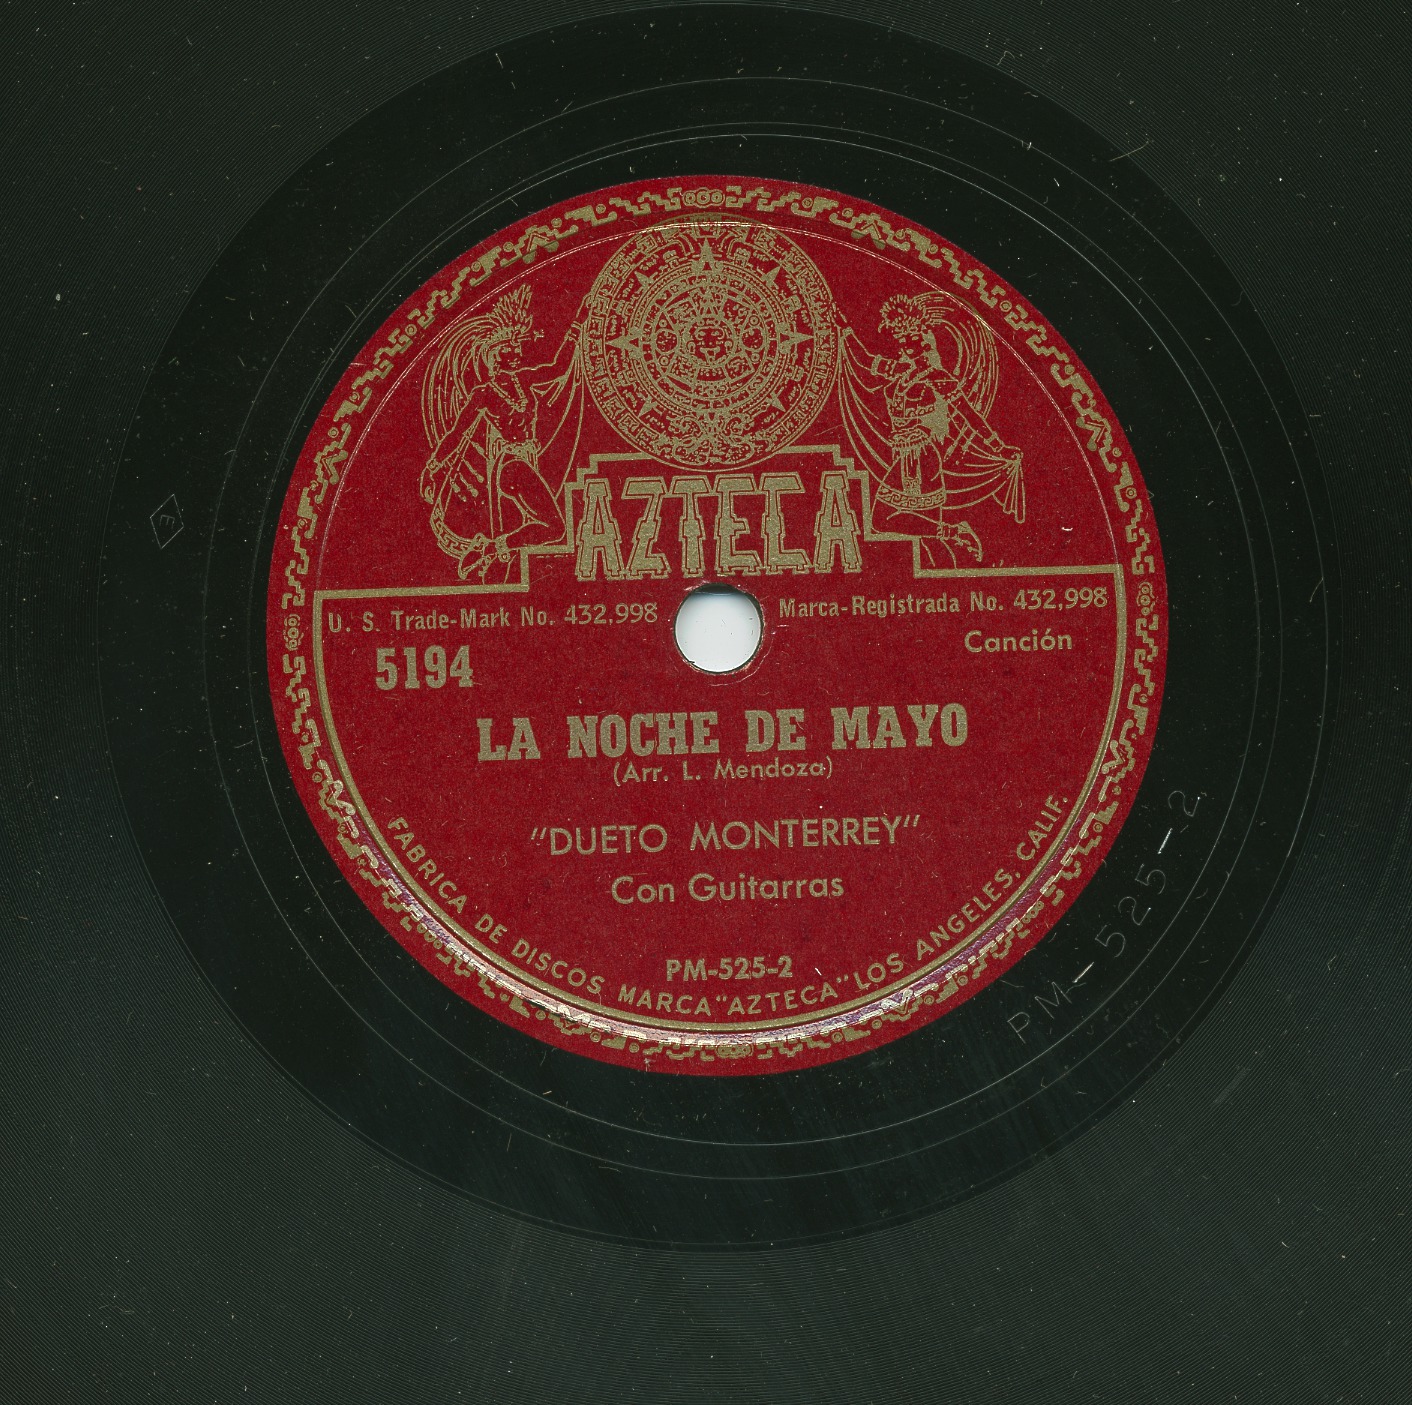 AZTECA
U. S. Trade-Mark No. 432,998
Marca-Registrada No. 432,998
Canción
5194
LA NOCHE DE MAYO
(Arr. L. Mendoza)
"DUETO MONTERREY"
Con Guitarras
PM-525-2
FABRICA DE DISCOS MARCA "AZTECA" LOS ANGELES, CALIF.
PM-525-2
E